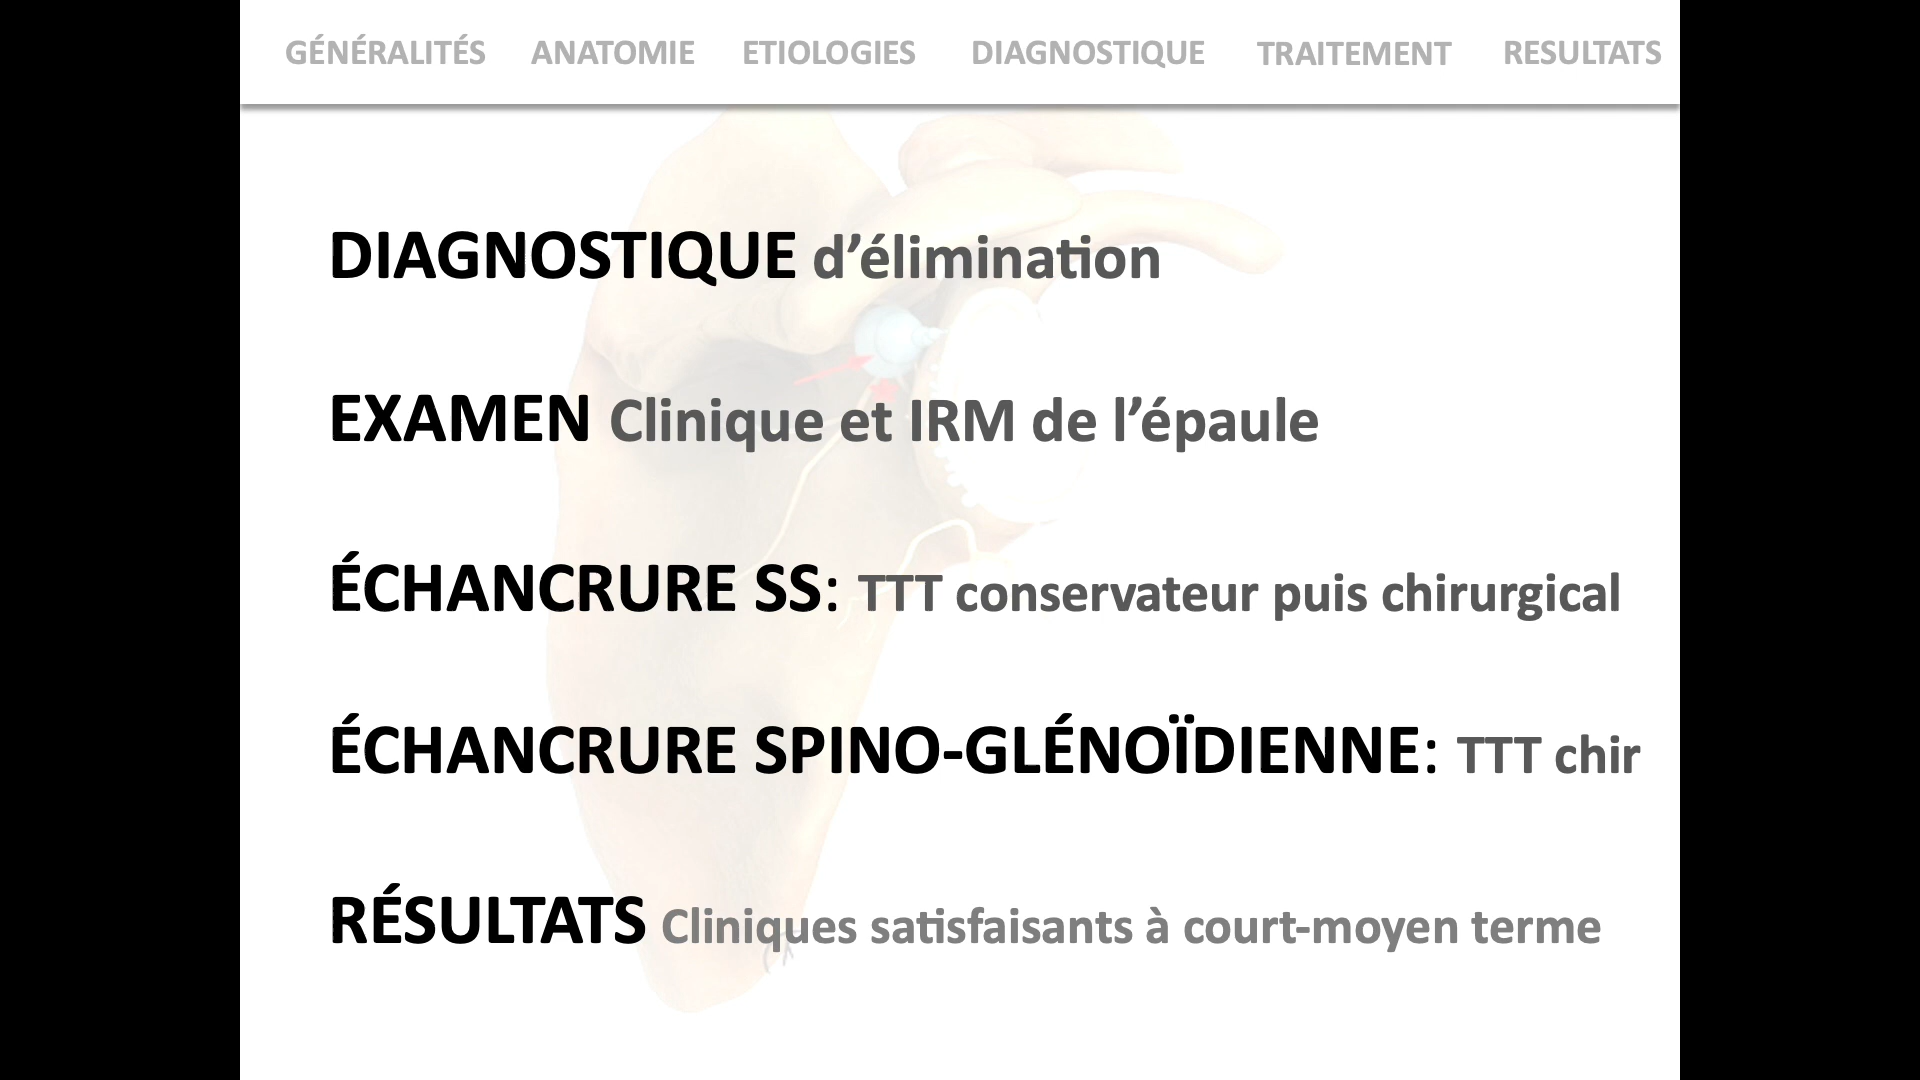 GÉNÉRALITÉS ANATOMIE ETIOLOGIES DIAGNOSTIQUE TRAITEMENT RESULTATS
DIAGNOSTIQUE d’élimination
EXAMEN Clinique et IRM de l’épaule
ÉCHANCRURE SS: TTT conservateur puis chirurgical
ÉCHANCRURE SPINO-GLÉNOÏDIENNE: TTT chir
RÉSULTATS Cliniques satisfaisants à court-moyen terme